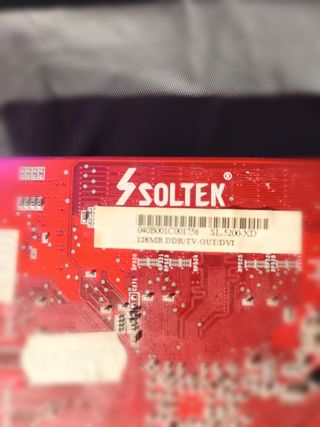 SOLTEK®
040B001C001756 SL-5200-XD
128MB DDR/TV-OUT/DVI